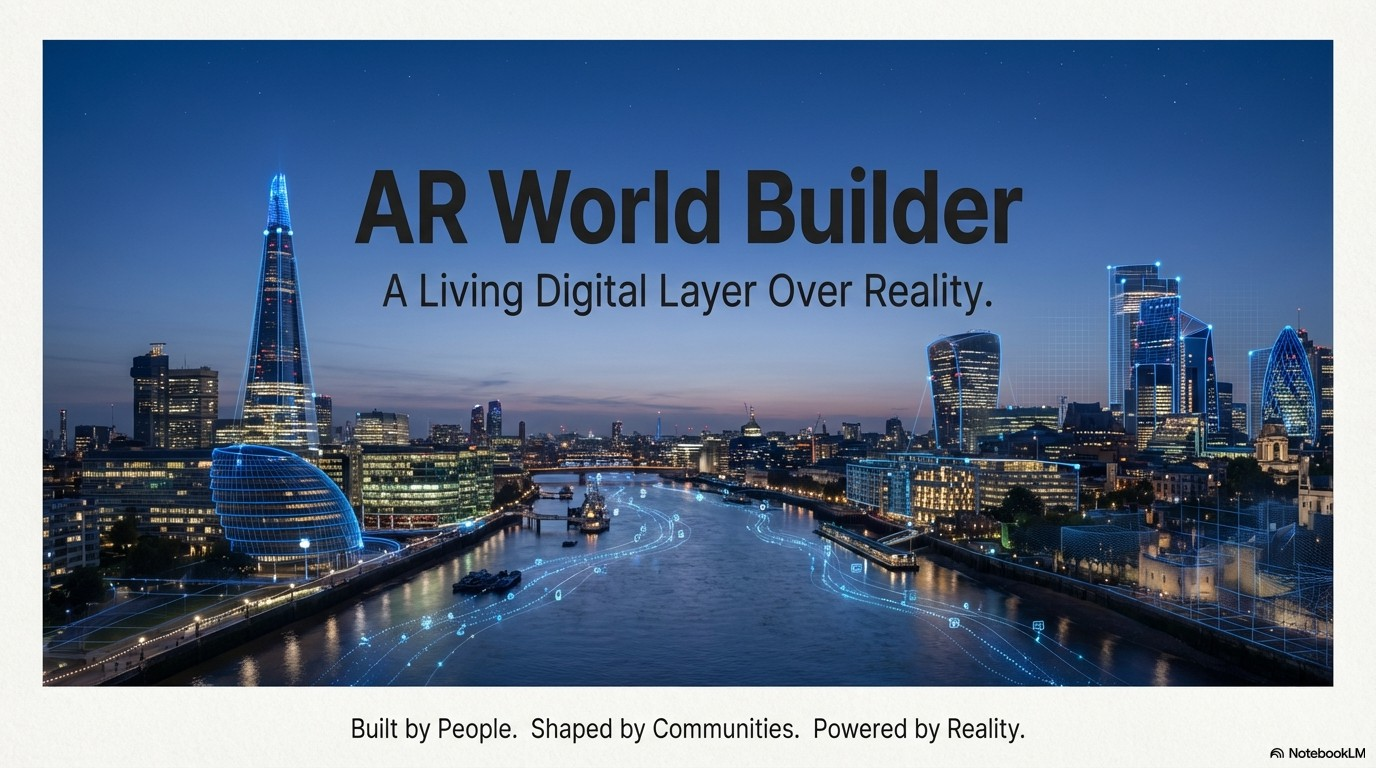 AR World Builder
A Living Digital Layer Over Reality.
Built by People. Shaped by Communities. Powered by Reality.
NotebookLM